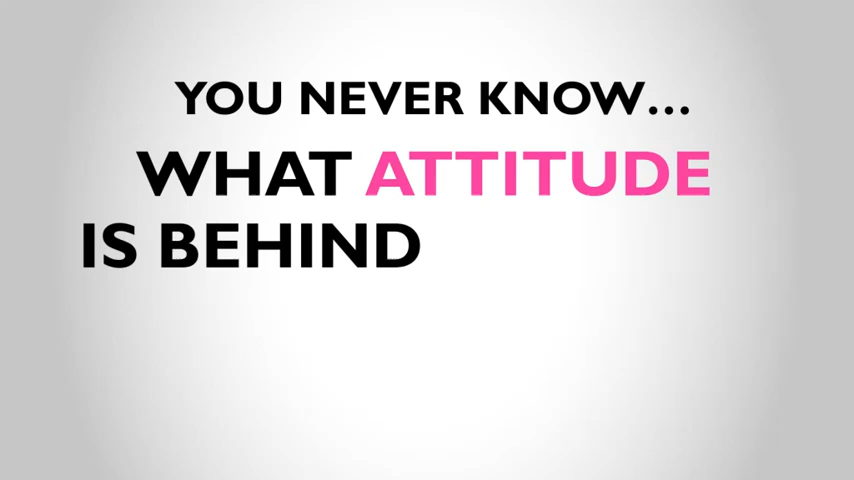 YOU NEVER KNOW...
WHAT ATTITUDE
IS BEHIND